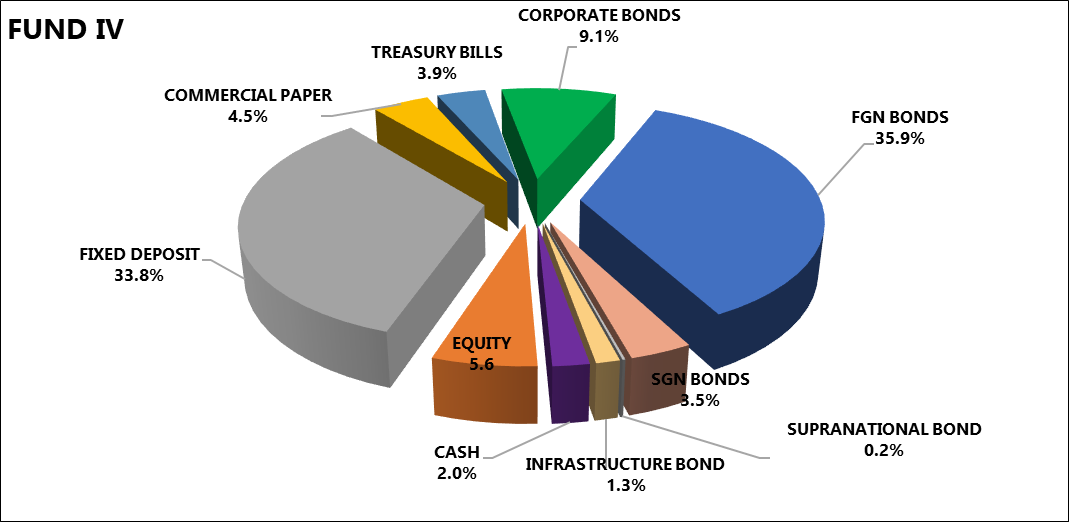 FUND IV
CORPORATE BONDS
9.1%
TREASURY BILLS
3.9%
COMMERCIAL PAPER
4.5%
FGN BONDS
35.9%
FIXED DEPOSIT
33.8%
EQUITY
5.6
SGN BONDS
3.5%
SUPRANATIONAL BOND
0.2%
CASH
2.0%
INFRASTRUCTURE BOND
1.3%